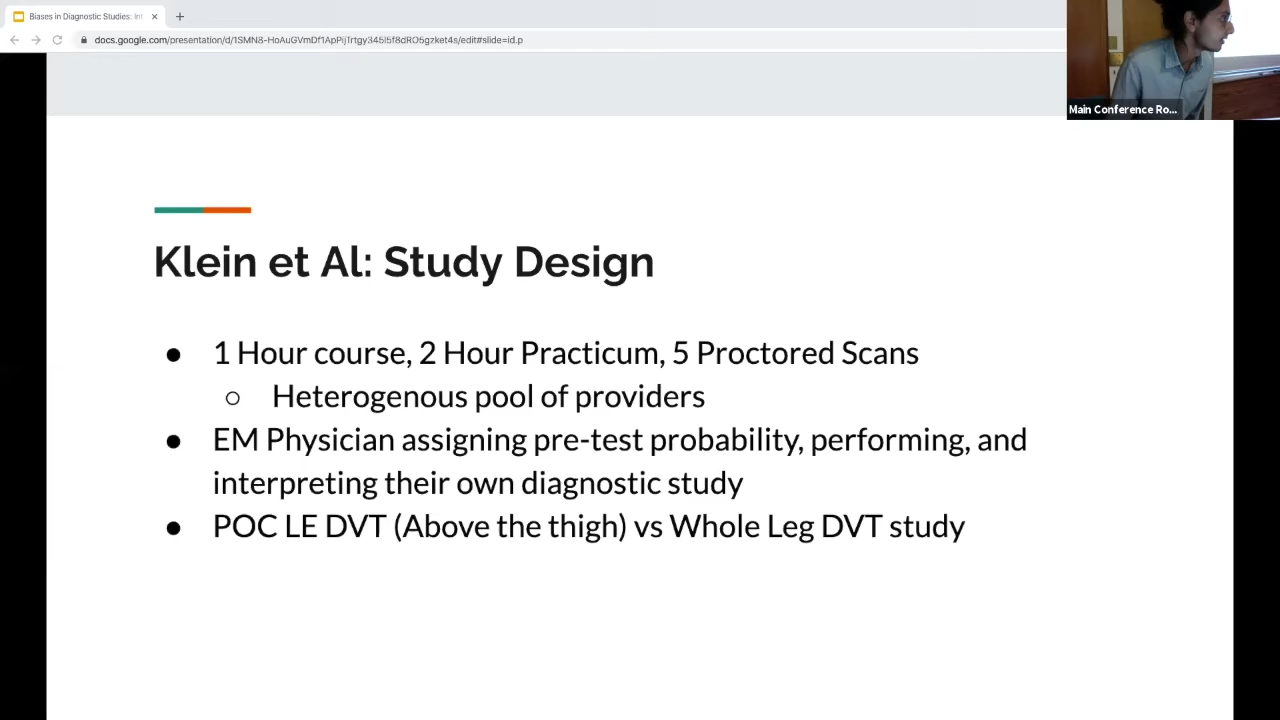 Biases in Diagnostic Studies: Int
docs.google.com/presentation/d/1SMN8-HoAuGVmDf1ApPijTrtgy345l5f8dRO5gzket4s/edit#slide=id.p
Main Conference Ro...
Klein et Al: Study Design
● 1 Hour course, 2 Hour Practicum, 5 Proctored Scans
○ Heterogenous pool of providers
● EM Physician assigning pre-test probability, performing, and
interpreting their own diagnostic study
● POC LE DVT (Above the thigh) vs Whole Leg DVT study